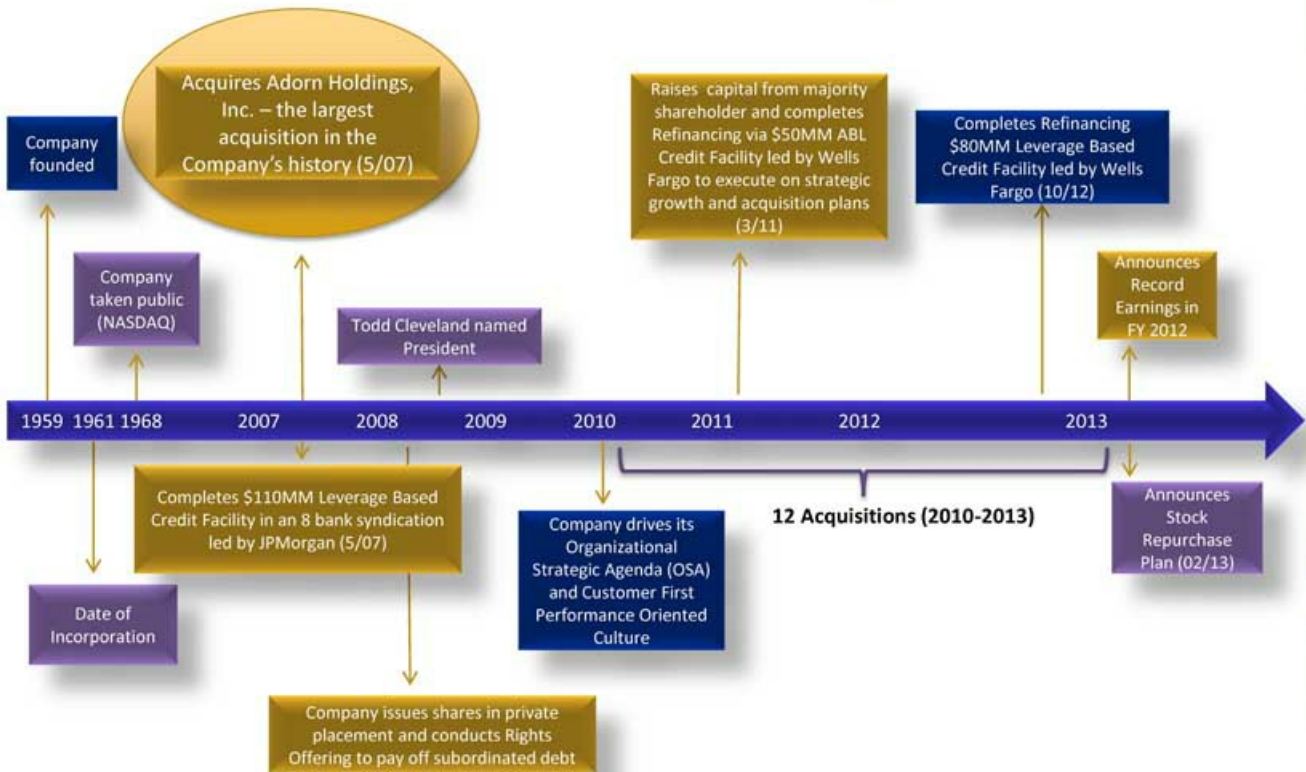 Acquires Adorn Holdings,
Inc. – the largest
acquisition in the
Company's history (5/07)
Raises capital from majority
shareholder and completes
Refinancing via $50MM ABL
Credit Facility led by Wells
Fargo to execute on strategic
growth and acquisition plans
(3/11)
Completes Refinancing
$80MM Leverage Based
Credit Facility led by Wells
Fargo (10/12)
Company
founded
Company
taken public
(NASDAQ)
Todd Cleveland named
President
Announces
Record
Earnings in
FY 2012
1959 1961 1968 2007 2008 2009 2010 2011 2012 2013
Completes $110MM Leverage Based
Credit Facility in an 8 bank syndication
led by JPMorgan (5/07)
12 Acquisitions (2010-2013)
Company drives its
Organizational
Strategic Agenda (OSA)
and Customer First
Performance Oriented
Culture
Announces
Stock
Repurchase
Plan (02/13)
Date of
Incorporation
Company issues shares in private
placement and conducts Rights
Offering to pay off subordinated debt